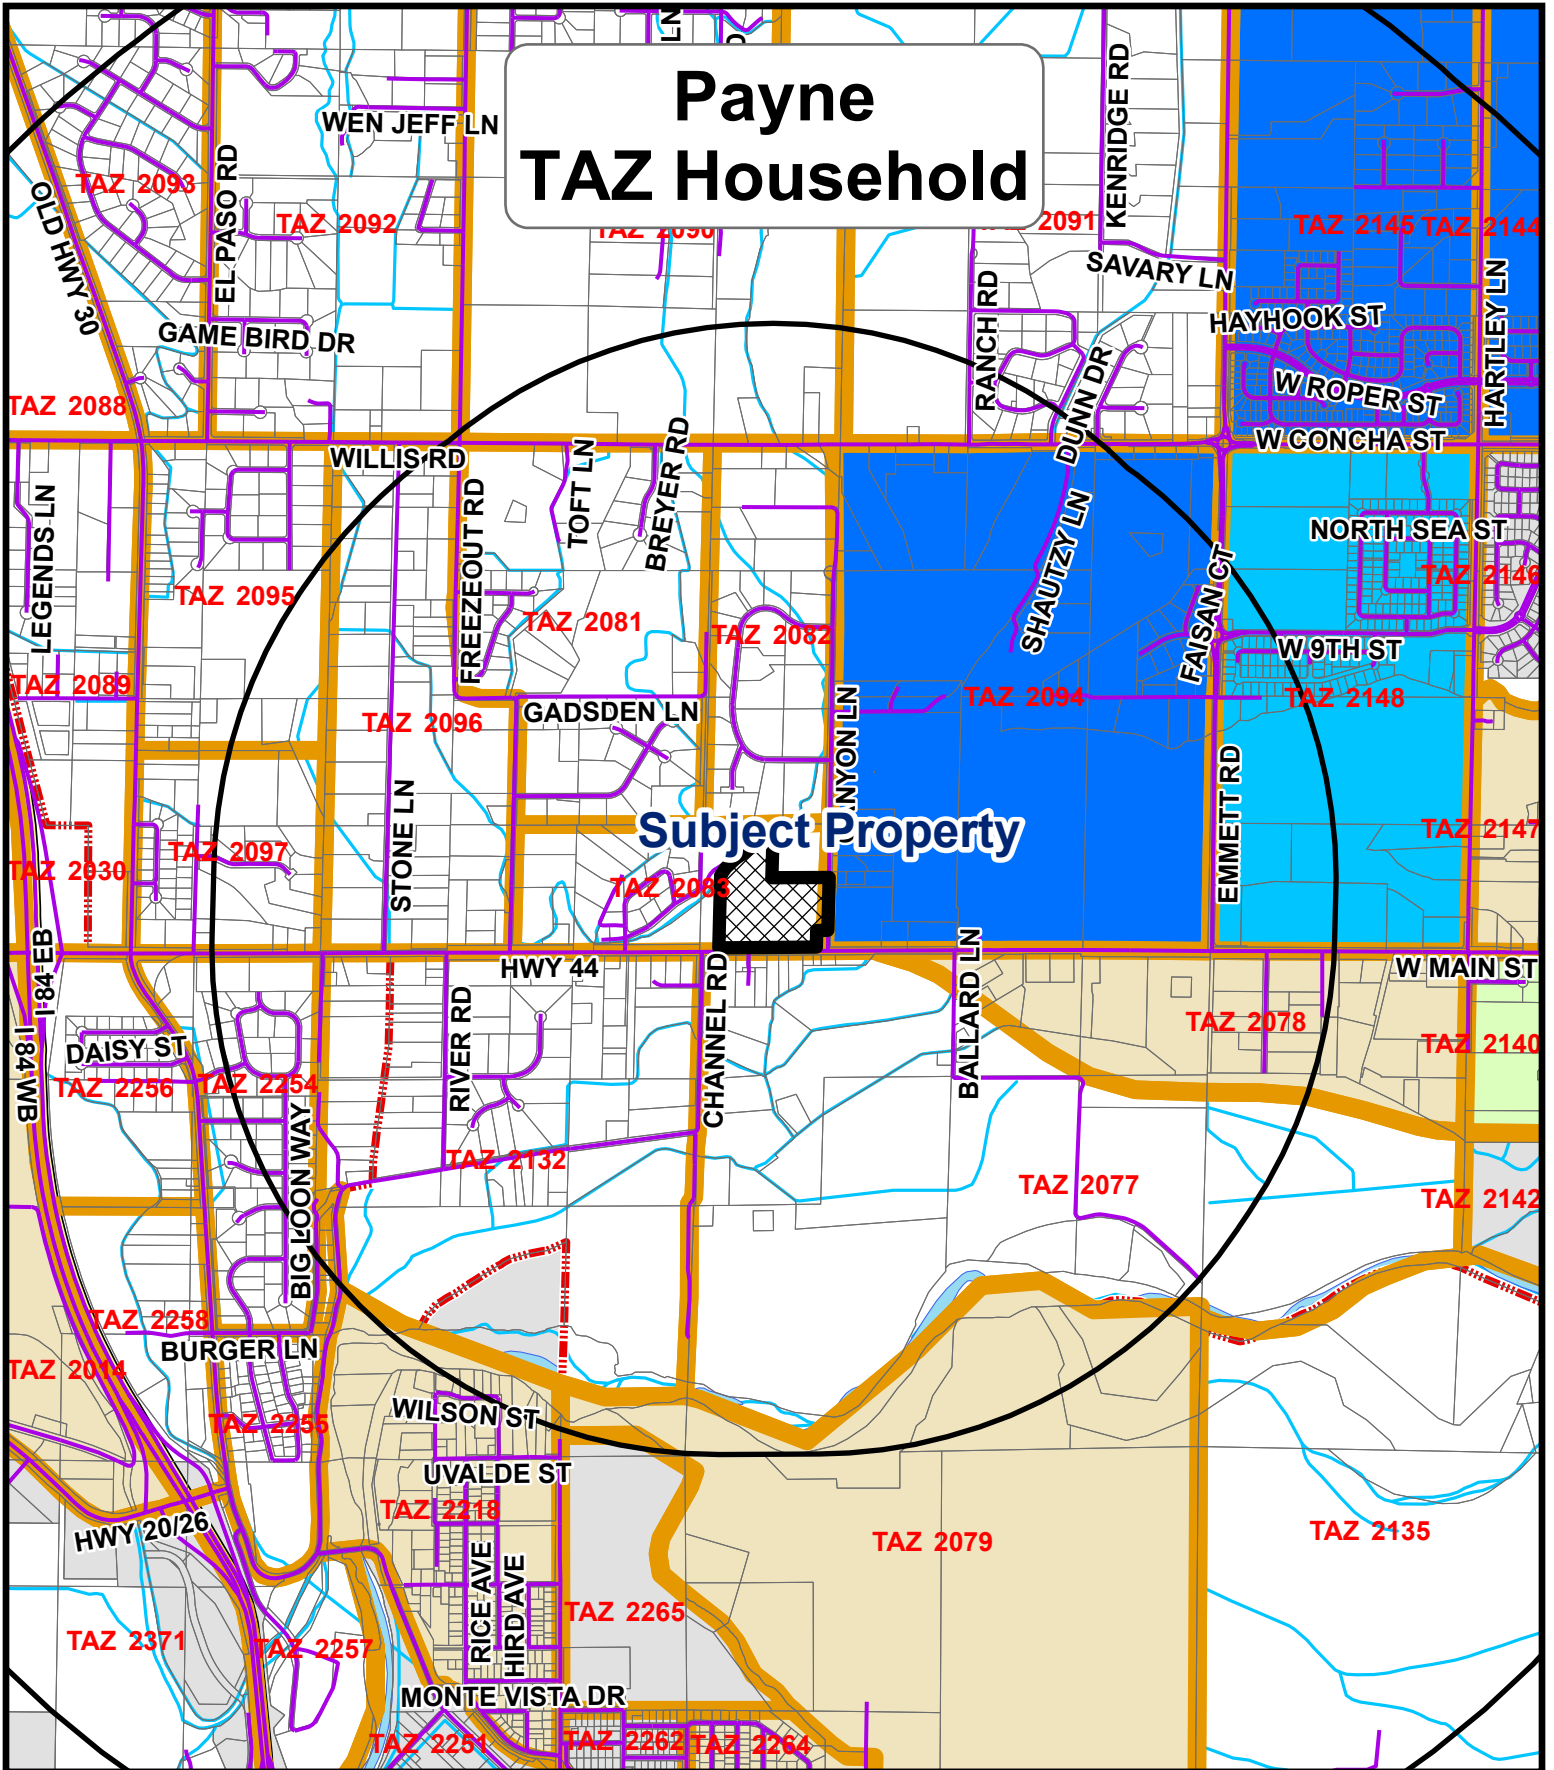 LN
Payne
TAZ Household
KENRIDGE RD
WEN JEFF LN
TAZ 2093
EL PASO RD
TAZ 2092
OLD HWY 30
TAZ 2090
2091
TAZ 2145
TAZ 2144
SAVARY LN
RANCH RD
HARTLEY LN
HAYHOOK ST
GAME BIRD DR
DUNN DR
W ROPER ST
TAZ 2088
W CONCHA ST
WILLIS RD
LEGENDS LN
FREEZEOUT RD
TOFT LN
BREYER RD
SHAUTZY LN
NORTH SEA ST
TAZ 2095
TAZ 2146
FAISAN CT
TAZ 2081
TAZ 2082
W 9TH ST
TAZ 2089
TAZ 2094
TAZ 2148
TAZ 2096
GADSDEN LN
NYON LN
EMMETT RD
STONE LN
Subject Property
TAZ 2147
TAZ 2097
TAZ 2030
TAZ 2083
I 84 EB
HWY 44
BALLARD LN
W MAIN ST
I 84 WB
DAISY ST
RIVER RD
CHANNEL RD
TAZ 2078
TAZ 2140
TAZ 2256
TAZ 2254
BIG LOON WAY
TAZ 2132
TAZ 2077
TAZ 2142
TAZ 2258
BURGER LN
TAZ 2014
WILSON ST
TAZ 2255
UVALDE ST
TAZ 2218
HWY 20/26
TAZ 2079
TAZ 2135
RICE AVE
HIRD AVE
TAZ 2265
TAZ 2371
TAZ 2257
MONTE VISTA DR
TAZ 2251
TAZ 2262
TAZ 2264